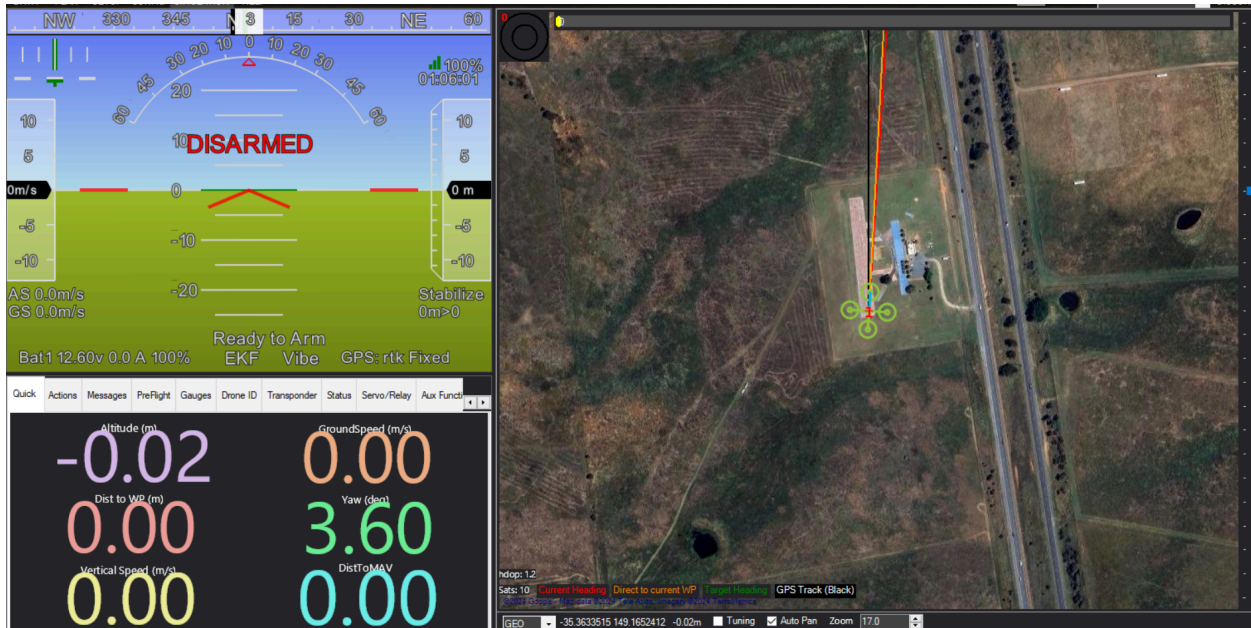 NW 330 345 N 3 15 30 NE 60
60 45 30 20 10 0 10 20 30 45 60
100%
01:06:01
20
10
DISARMED
0
-10
-20
10
5
0m/s
-5
-10
10
5
0 m
-5
-10
AS 0.0m/s
GS 0.0m/s
Stabilize
0m>0
Ready to Arm
Bat1 12.60v 0.0 A 100% EKF Vibe GPS: rtk Fixed
Quick Actions Messages PreFlight Gauges Drone ID Transponder Status Servo/Relay Aux Functi
Altitude (m) GroundSpeed (m/s)
-0.02 0.00
Dist to WP (m) Yaw (deg)
0.00 3.60
Vertical Speed (m/s) DistToMAV
0.00 0.00
0
hdop: 1.2
Sats: 10 Current Heading Direct to current WP Target Heading GPS Track (Black)
GEO -35.3633515 149.1652412 -0.02m Tuning Auto Pan Zoom 17.0